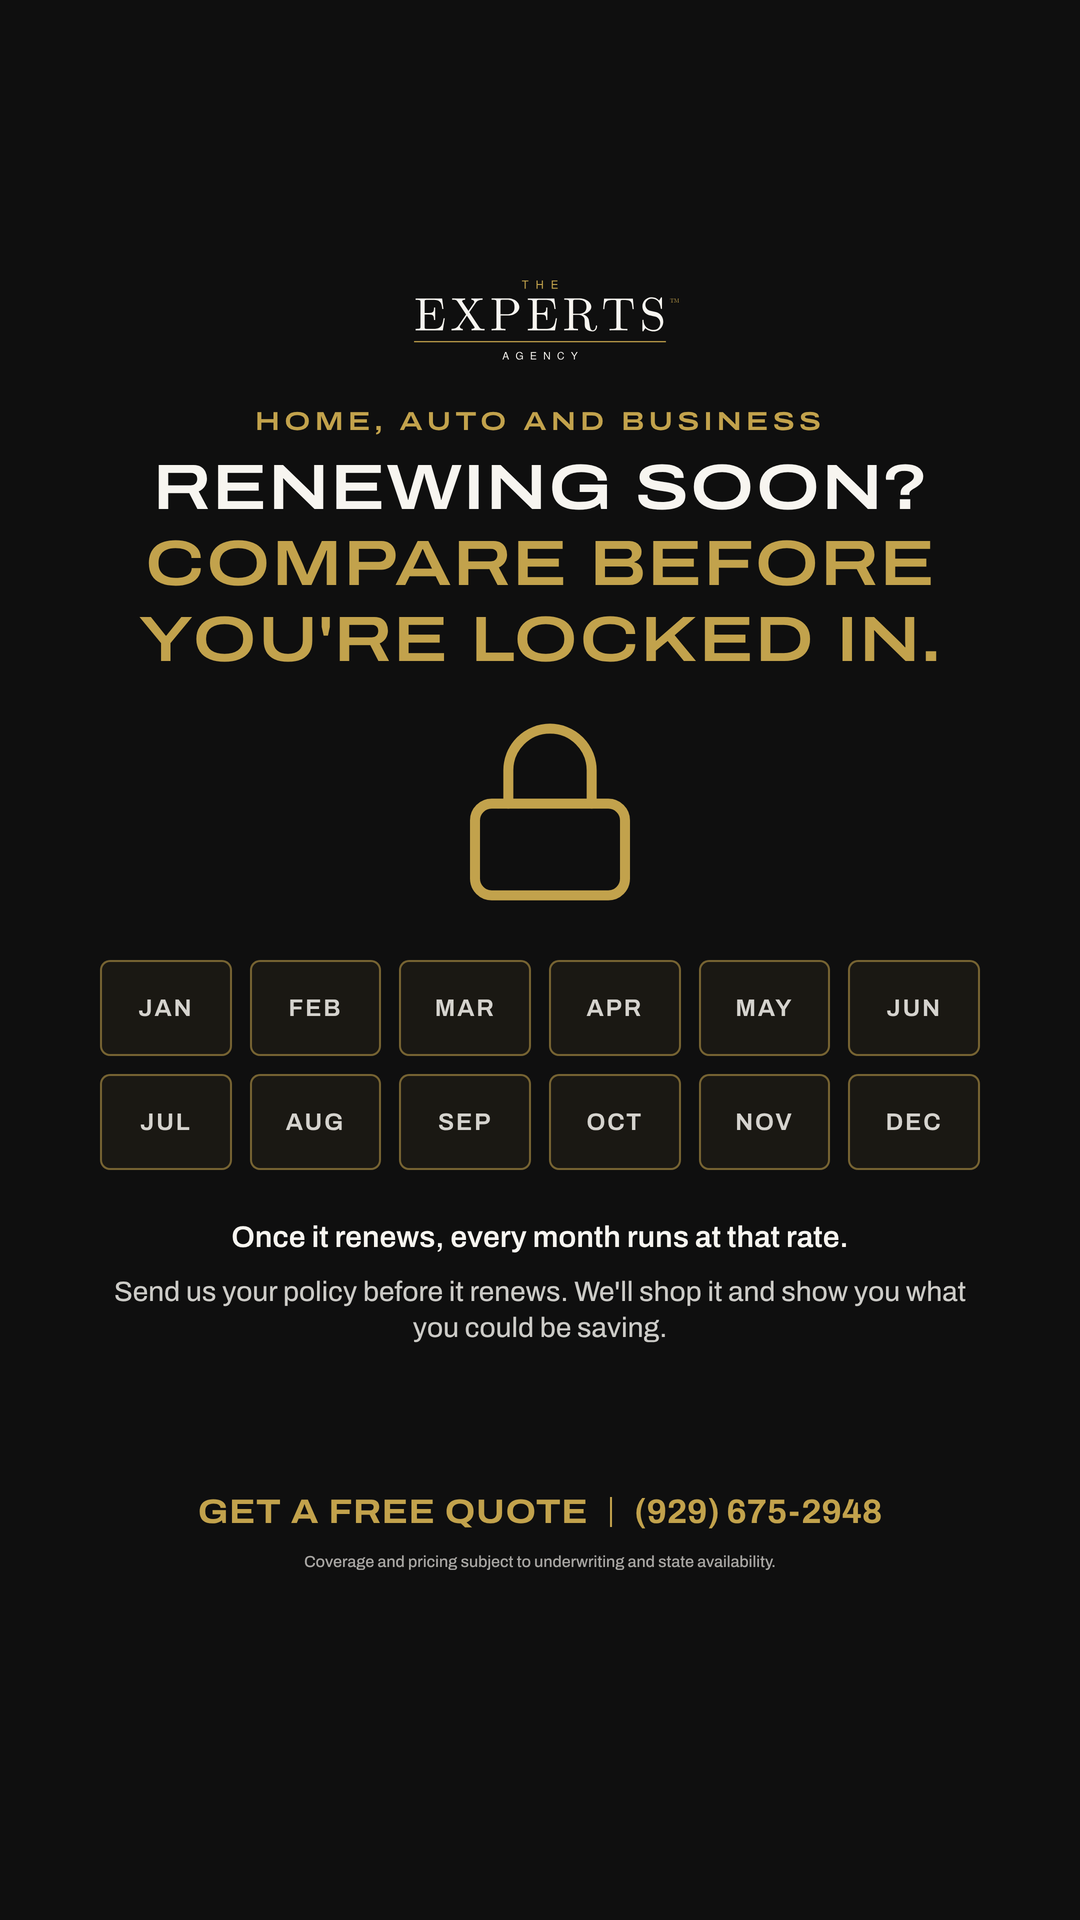 THE
EXPERTS™
AGENCY
HOME, AUTO AND BUSINESS
RENEWING SOON?
COMPARE BEFORE
YOU'RE LOCKED IN.
JAN FEB MAR APR MAY JUN
JUL AUG SEP OCT NOV DEC
Once it renews, every month runs at that rate.
Send us your policy before it renews. We'll shop it and show you what
you could be saving.
GET A FREE QUOTE | (929) 675-2948
Coverage and pricing subject to underwriting and state availability.